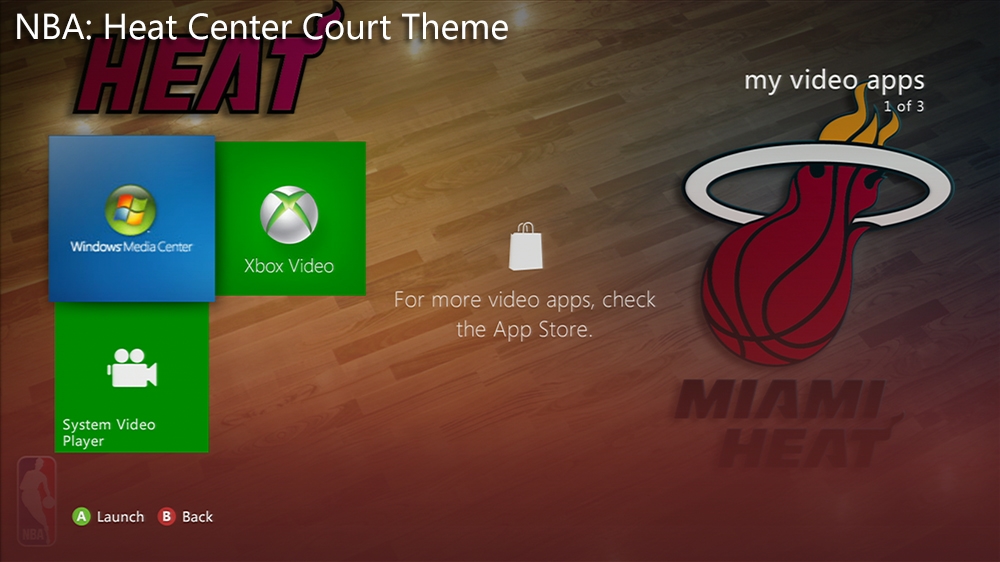 NBA: Heat Center Court Theme
HEAT
my video apps
1 of 3
Windows Media Center
Xbox Video
For more video apps, check
the App Store.
System Video
Player
MIAMI
HEAT
NBA
A Launch B Back